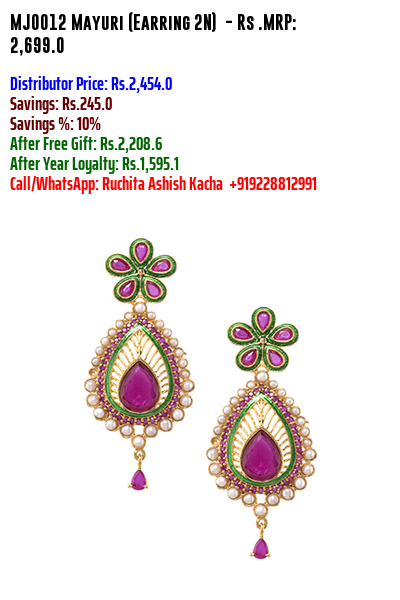 MJ0012 Mayuri (Earring 2N)  - Rs .MRP:
2,699.0
Distributor Price: Rs.2,454.0
Savings: Rs.245.0
Savings %: 10%
After Free Gift: Rs.2,208.6
After Year Loyalty: Rs.1,595.1
Call/WhatsApp: Ruchita Ashish Kacha  +919228812991